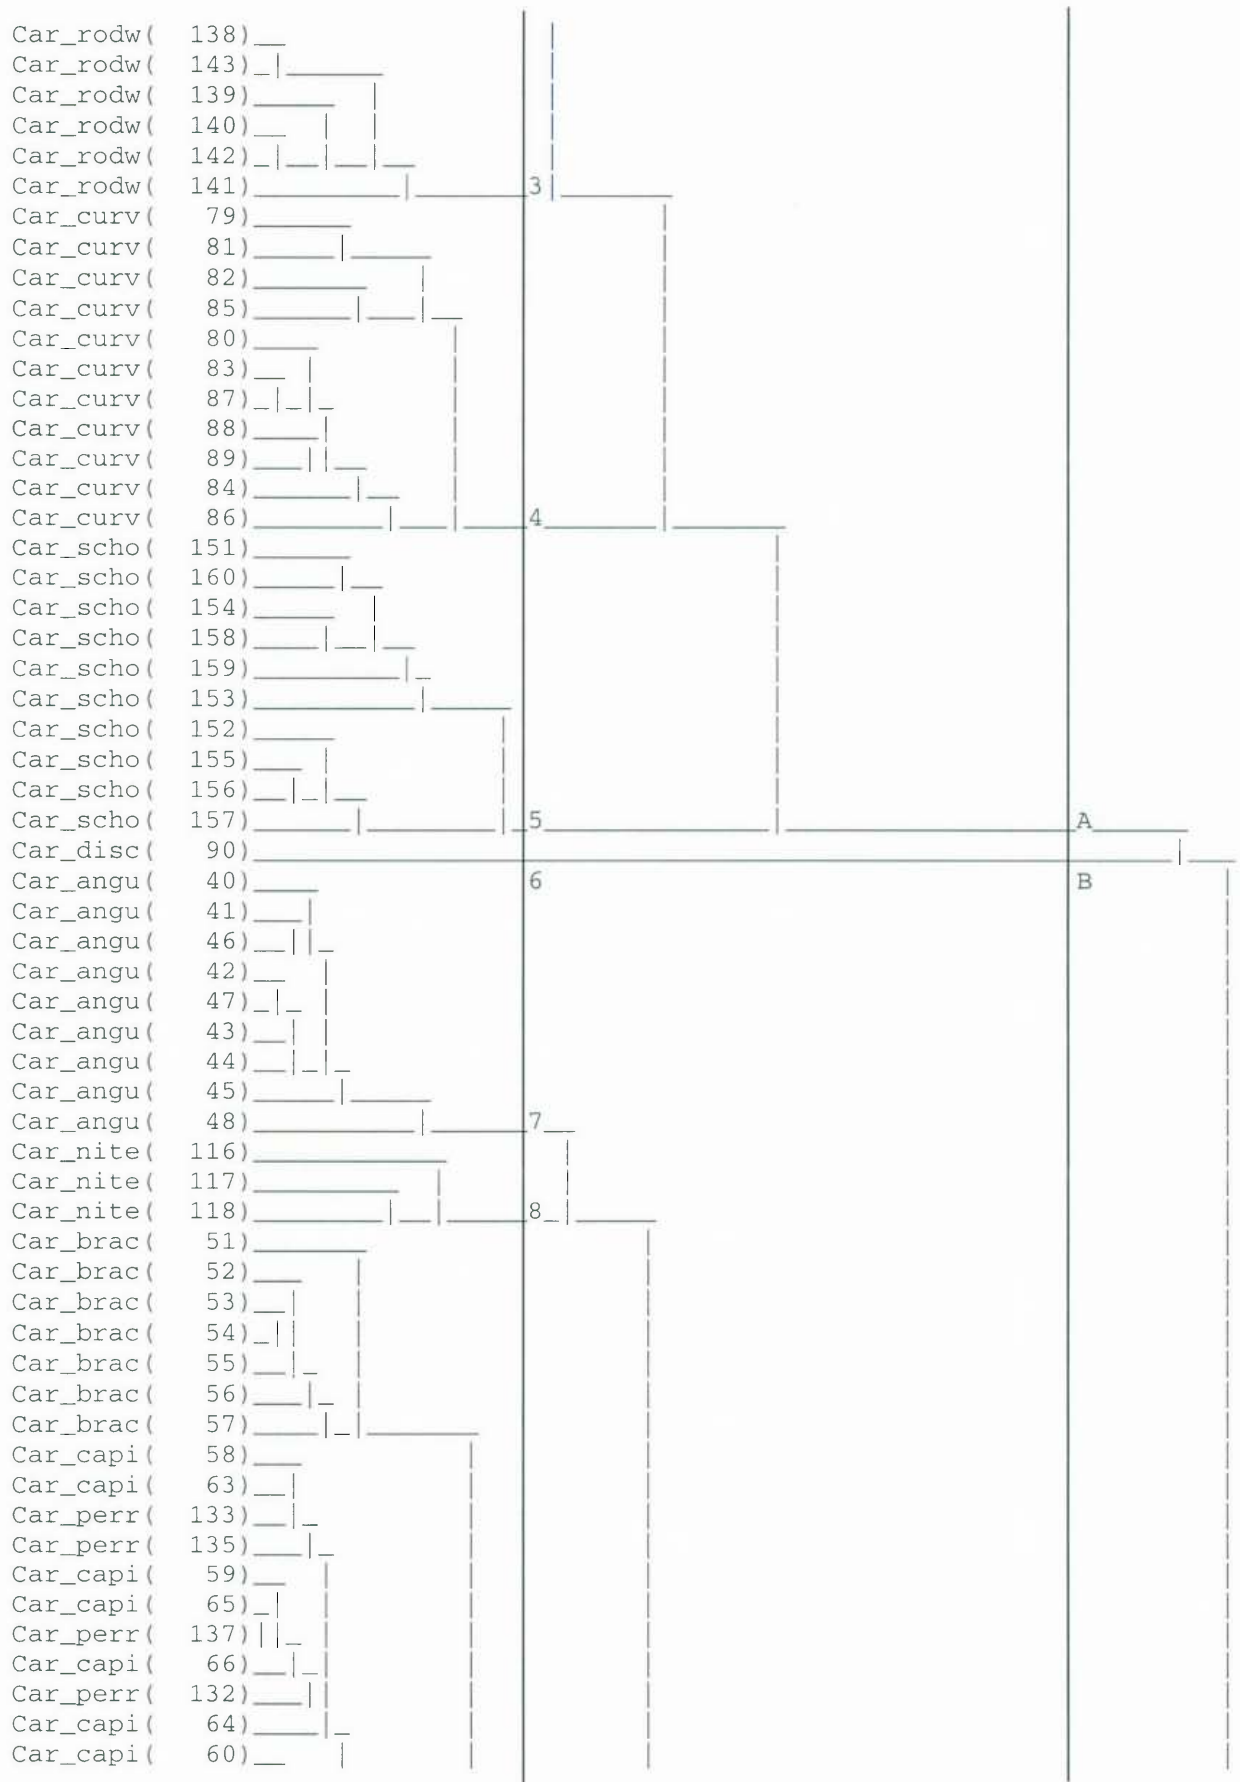 Car_rodw( 138)
Car_rodw( 143)
Car_rodw( 139)
Car_rodw( 140)
Car_rodw( 142)
Car_rodw( 141) 3
Car_curv( 79)
Car_curv( 81)
Car_curv( 82)
Car_curv( 85)
Car_curv( 80)
Car_curv( 83)
Car_curv( 87)
Car_curv( 88)
Car_curv( 89)
Car_curv( 84)
Car_curv( 86) 4
Car_scho( 151)
Car_scho( 160)
Car_scho( 154)
Car_scho( 158)
Car_scho( 159)
Car_scho( 153)
Car_scho( 152)
Car_scho( 155)
Car_scho( 156)
Car_scho( 157) 5 A
Car_disc( 90)
Car_angu( 40) 6 B
Car_angu( 41)
Car_angu( 46)
Car_angu( 42)
Car_angu( 47)
Car_angu( 43)
Car_angu( 44)
Car_angu( 45)
Car_angu( 48) 7
Car_nite( 116)
Car_nite( 117)
Car_nite( 118) 8
Car_brac( 51)
Car_brac( 52)
Car_brac( 53)
Car_brac( 54)
Car_brac( 55)
Car_brac( 56)
Car_brac( 57)
Car_capi( 58)
Car_capi( 63)
Car_perr( 133)
Car_perr( 135)
Car_capi( 59)
Car_capi( 65)
Car_perr( 137)
Car_capi( 66)
Car_perr( 132)
Car_capi( 64)
Car_capi( 60)